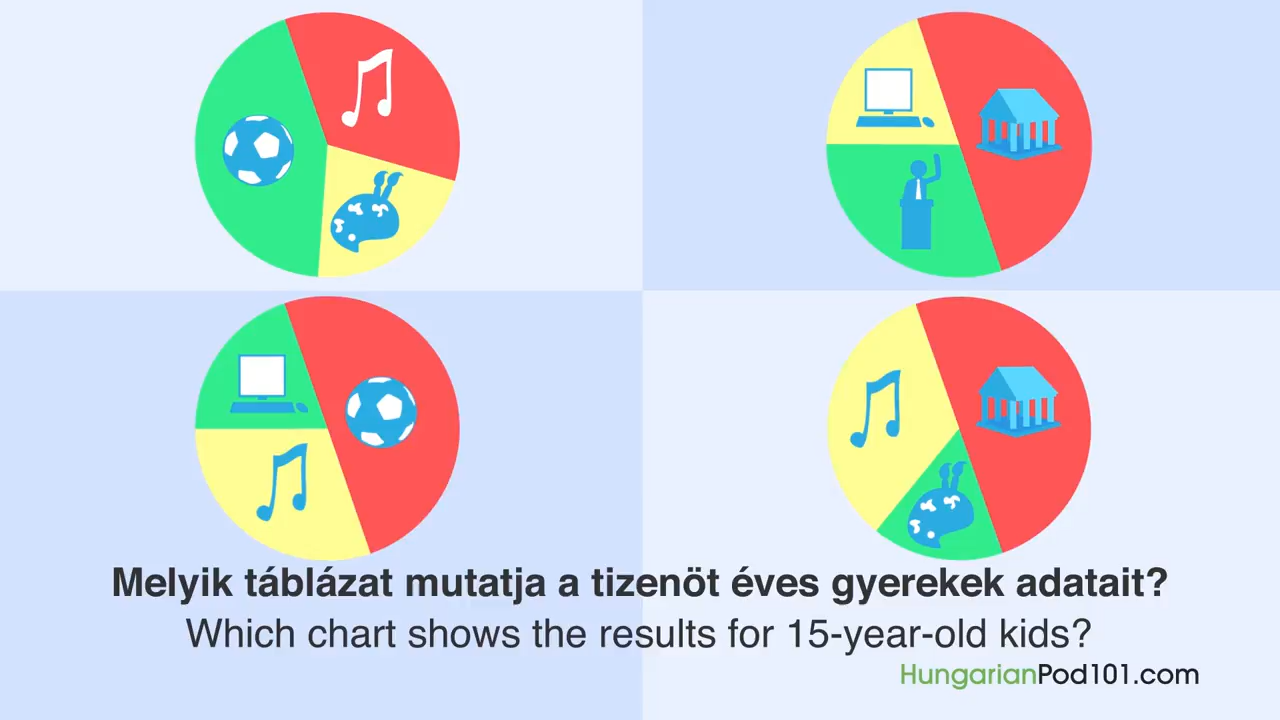 Melyik táblázat mutatja a tizenöt éves gyerekek adatait?
Which chart shows the results for 15-year-old kids?
HungarianPod101.com